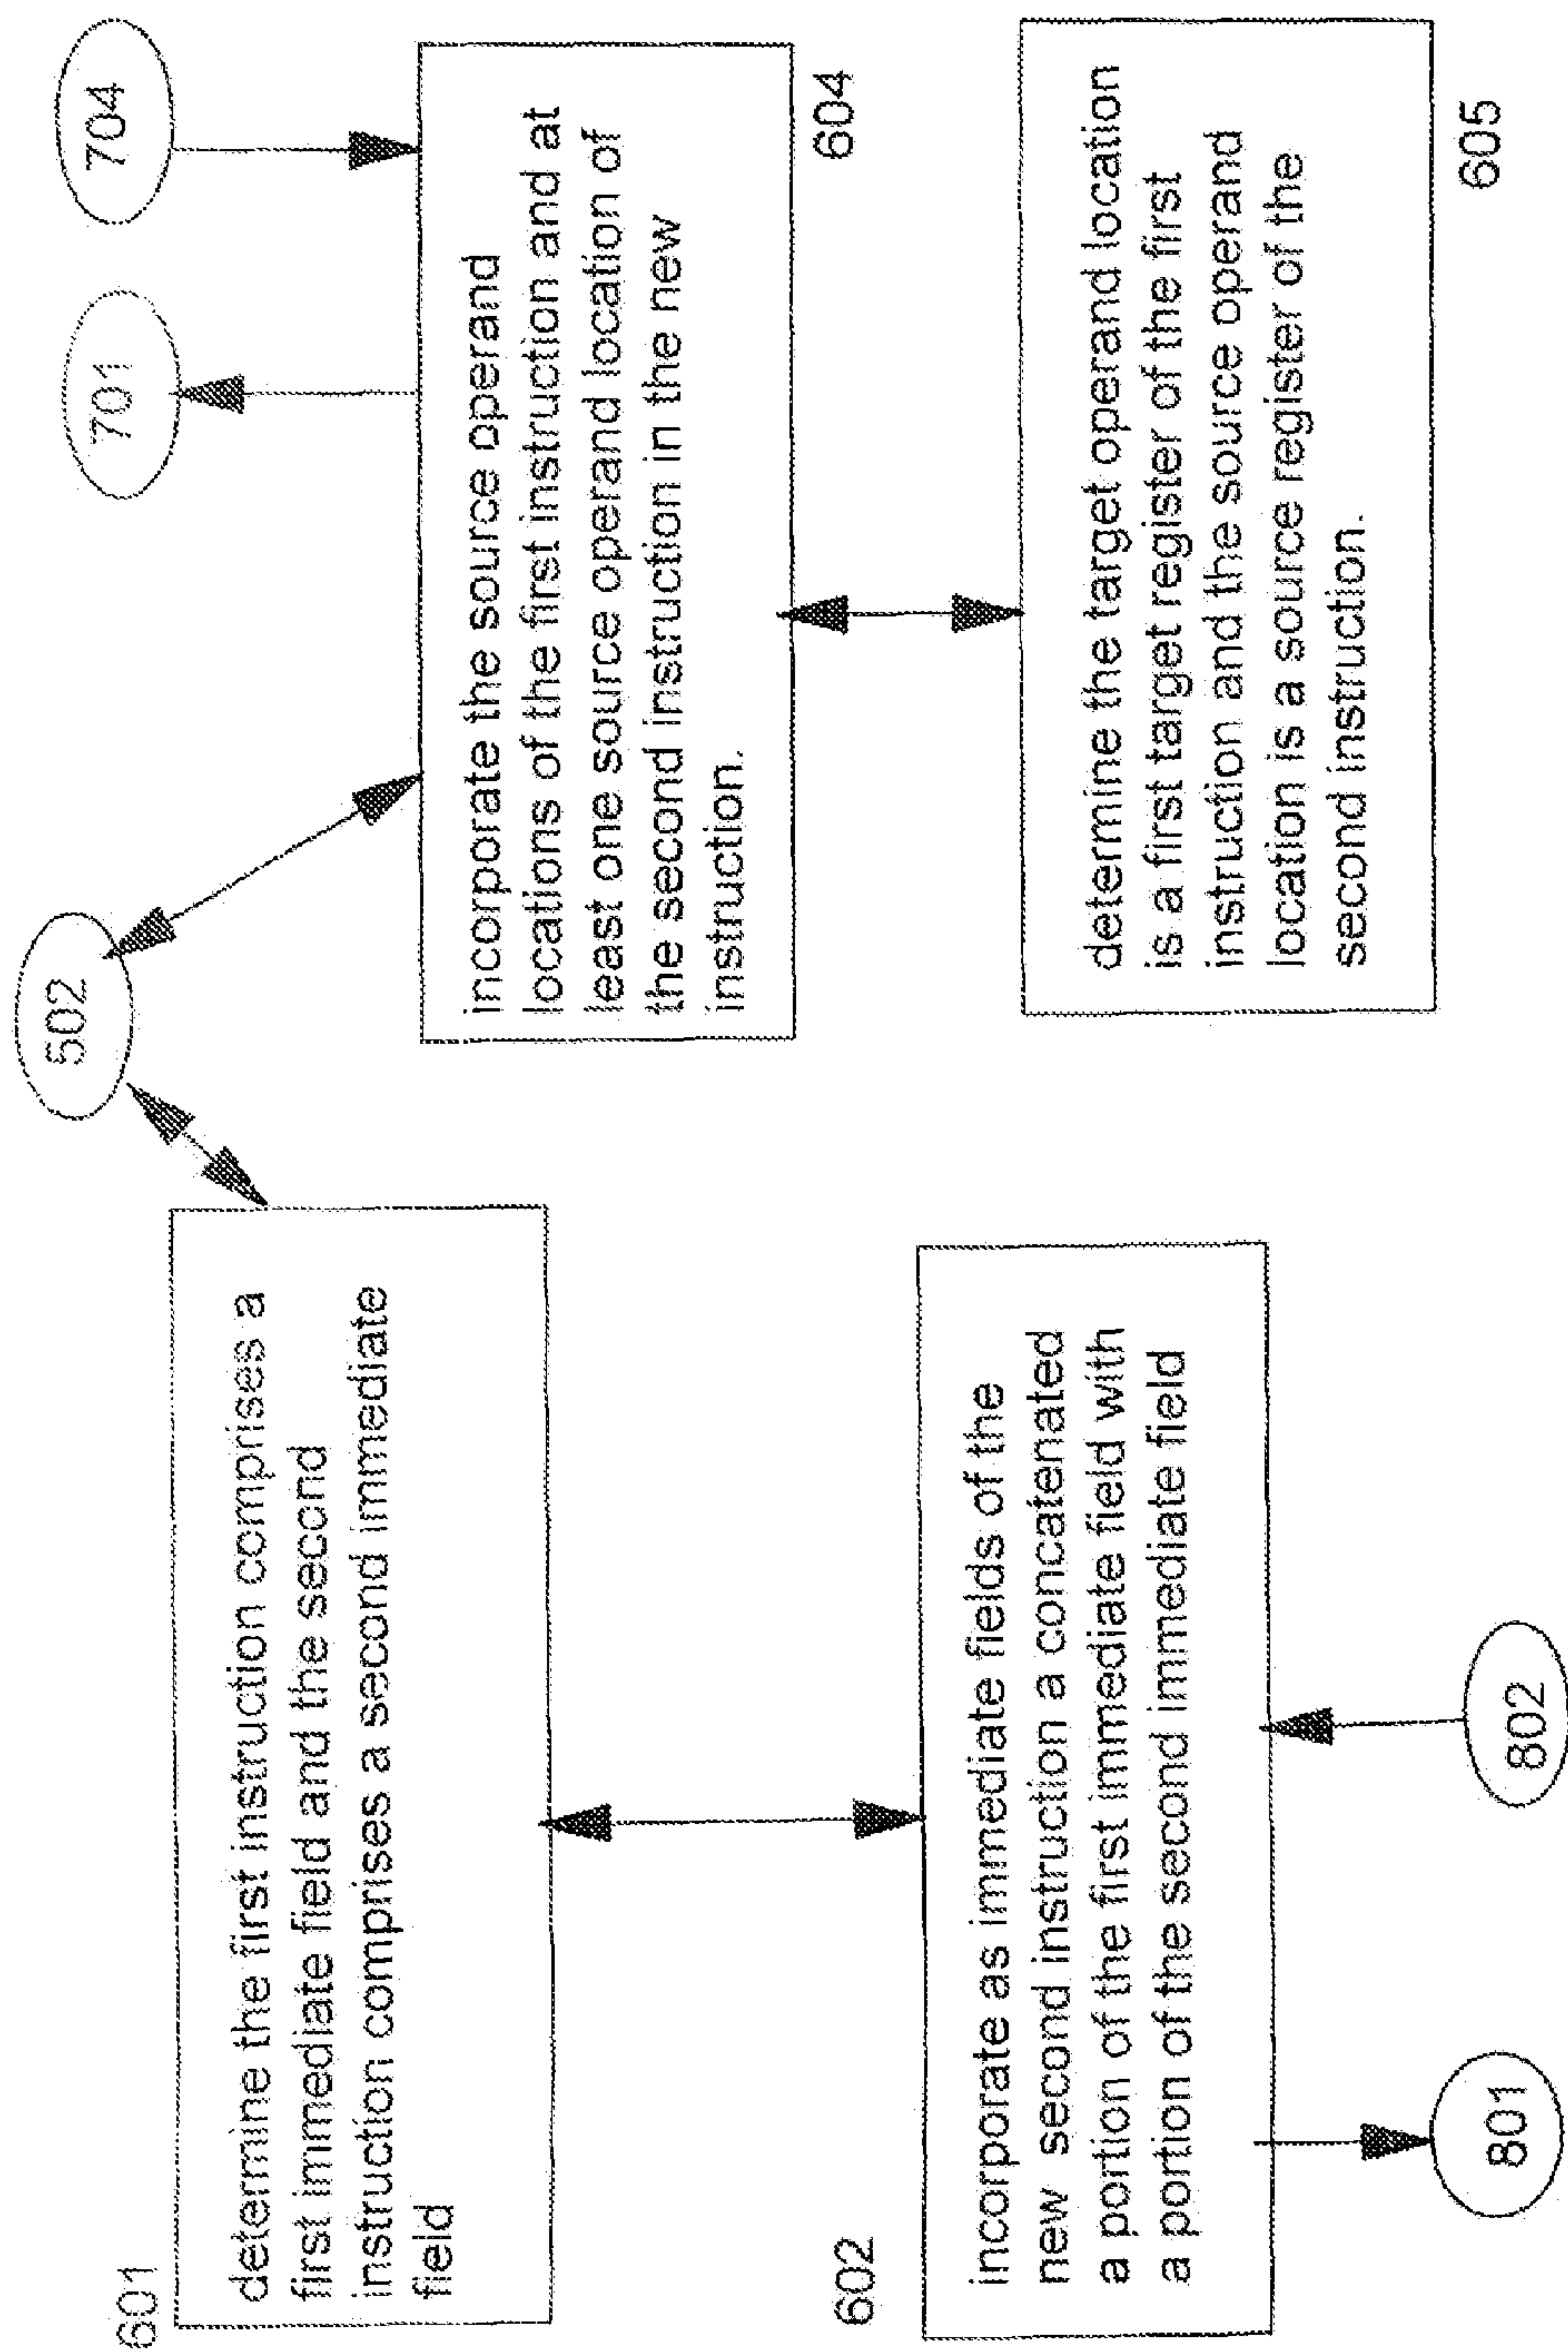 502
704
701
601
determine the first instruction comprises a
first immediate field and the second
instruction comprises a second immediate
field
incorporate the source operand
locations of the first instruction and at
least one source operand location of
the second instruction in the new
instruction.
604
602
incorporate as immediate fields of the
new second instruction a concatenated
a portion of the first immediate field with
a portion of the second immediate field
determine the target operand location
is a first target register of the first
instruction and the source operand
location is a source register of the
second instruction.
605
801
802